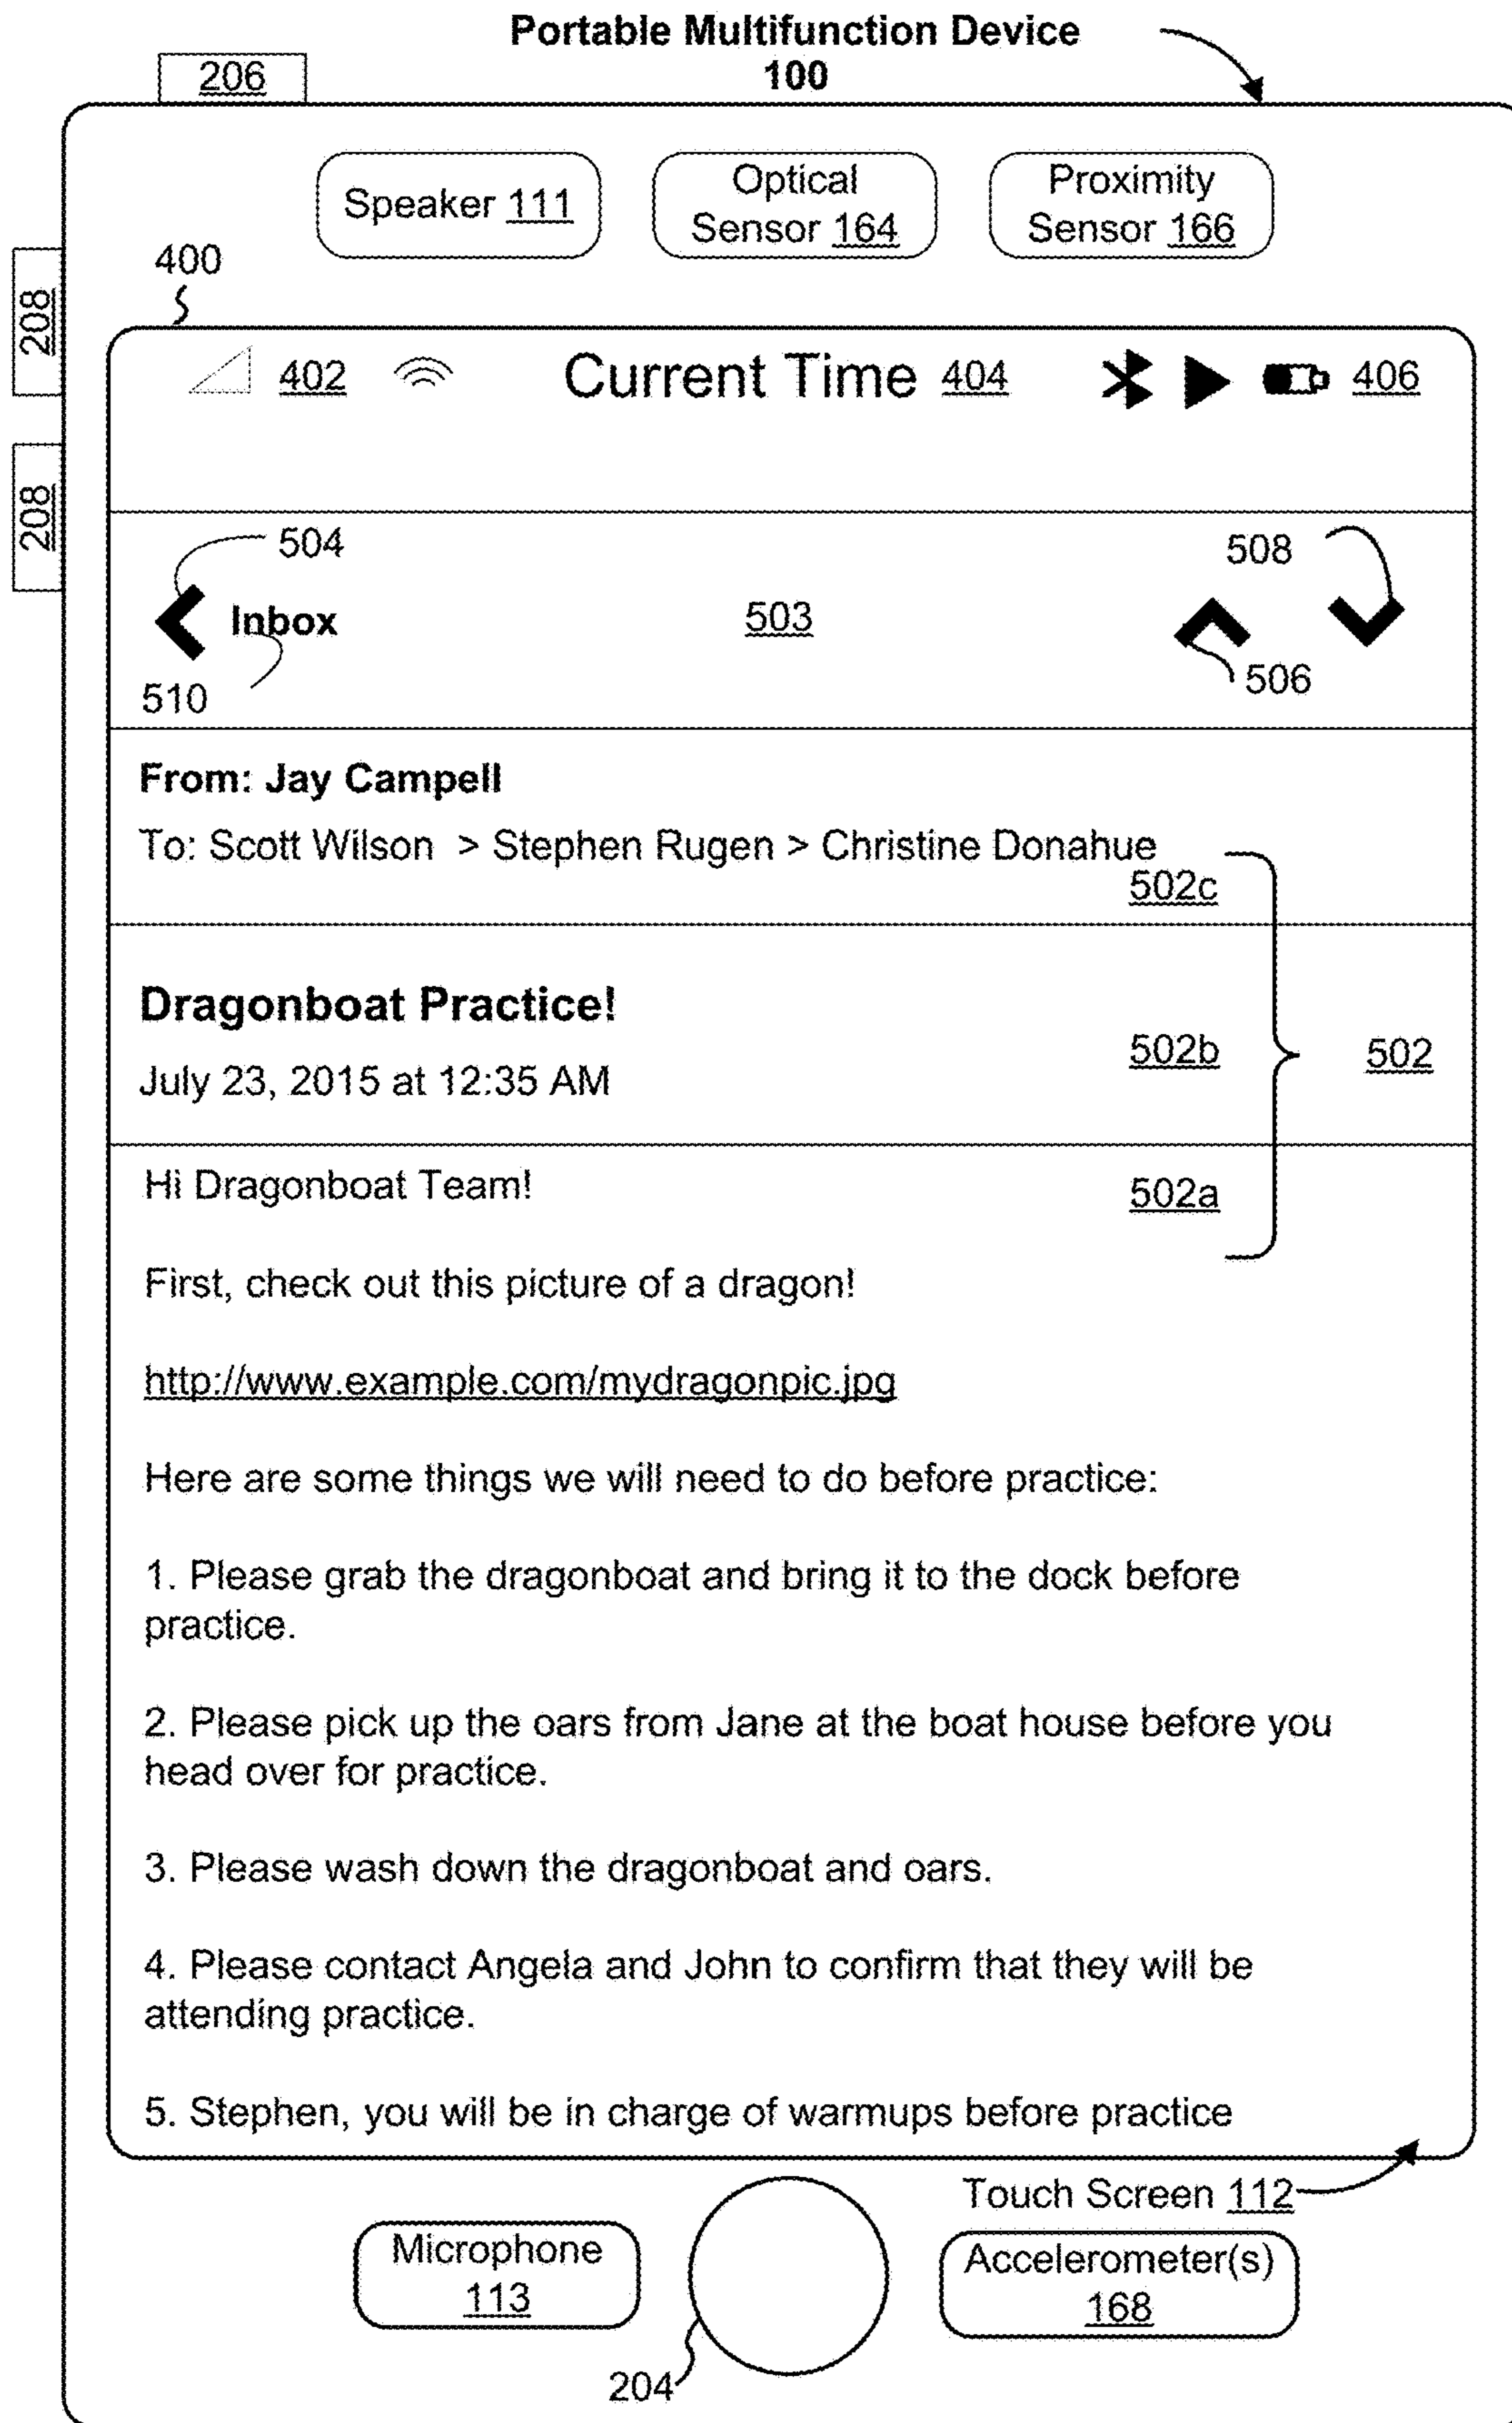 Portable Multifunction Device
100
206
Speaker 111
Optical
Sensor 164
Proximity
Sensor 166
400
208
402
Current Time 404
406
208
504
508
Inbox
503
506
510
From: Jay Campell
To: Scott Wilson > Stephen Rugen > Christine Donahue
502c
Dragonboat Practice!
502b
502
July 23, 2015 at 12:35 AM
Hi Dragonboat Team!
502a
First, check out this picture of a dragon!
http://www.example.com/mydragonpic.jpg
Here are some things we will need to do before practice:
1. Please grab the dragonboat and bring it to the dock before
practice.
2. Please pick up the oars from Jane at the boat house before you
head over for practice.
3. Please wash down the dragonboat and oars.
4. Please contact Angela and John to confirm that they will be
attending practice.
5. Stephen, you will be in charge of warmups before practice
Touch Screen 112
Microphone
113
Accelerometer(s)
168
204